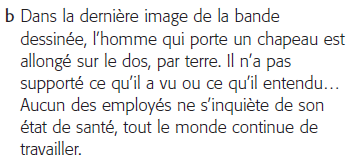 b Dans la dernière image de la bande
dessinée, l'homme qui porte un chapeau est
allongé sur le dos, par terre. Il n'a pas
supporté ce qu'il a vu ou ce qu'il entendu…
Aucun des employés ne s'inquiète de son
état de santé, tout le monde continue de
travailler.